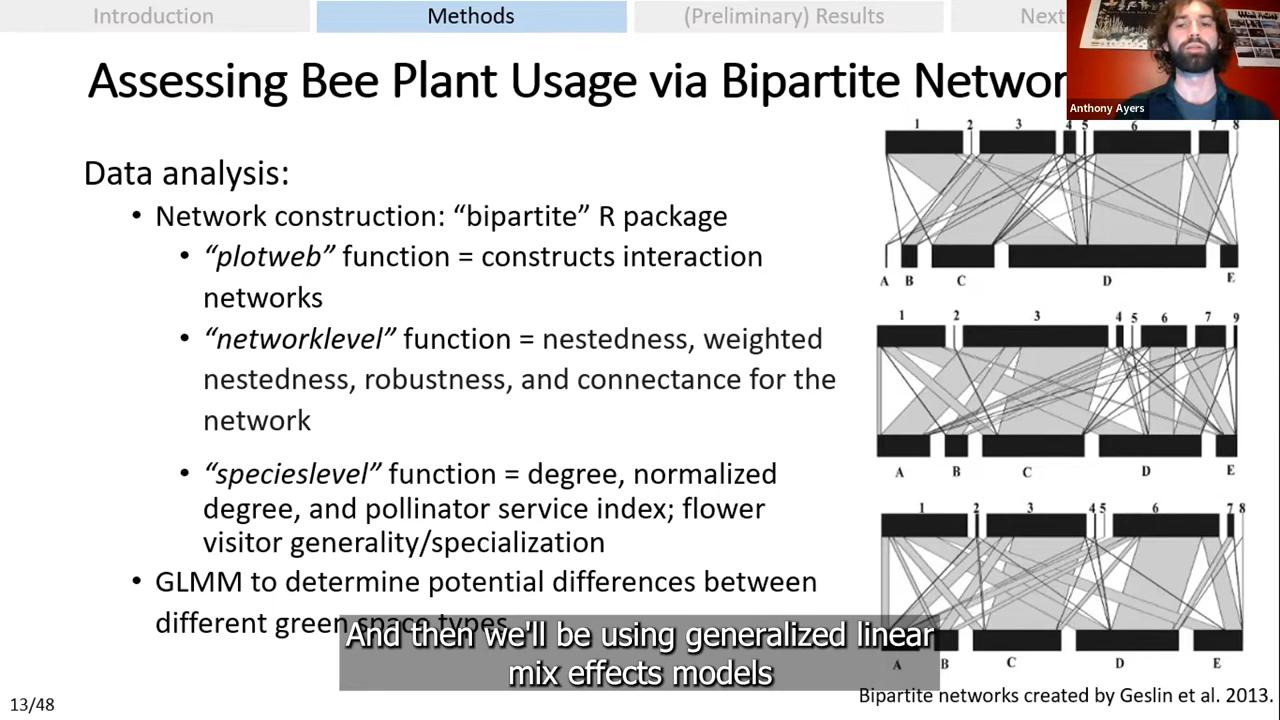 Introduction
Methods
(Preliminary) Results
Next
Anthony Ayers
Assessing Bee Plant Usage via Bipartite Networ
Data analysis:
• Network construction: “bipartite” R package
• “plotweb” function = constructs interaction
networks
• “networklevel” function = nestedness, weighted
nestedness, robustness, and connectance for the
network
• “specieslevel” function = degree, normalized
degree, and pollinator service index; flower
visitor generality/specialization
• GLMM to determine potential differences between
different green space types
1 2 3 4 5 6 7 8
A B C D E
1 2 3 4 5 6 7 9
A B C D E
1 2 3 4 5 6 7 8
A B C D E
And then we'll be using generalized linear
mix effects models
Bipartite networks created by Geslin et al. 2013.
13/48